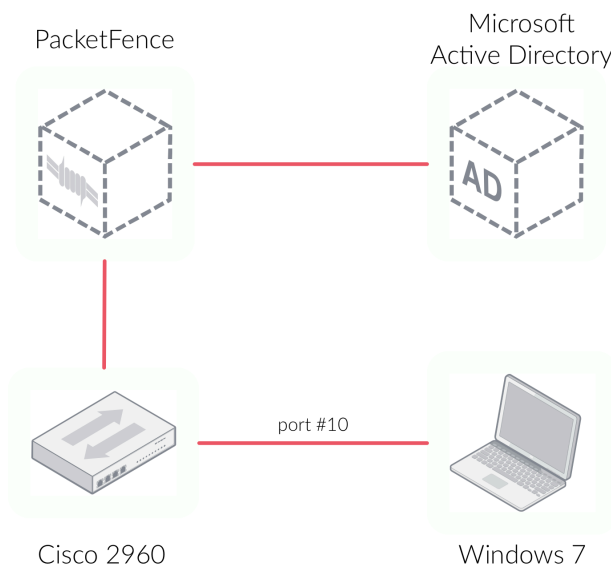 PacketFence
Microsoft
Active Directory
AD
port #10
Cisco 2960
Windows 7